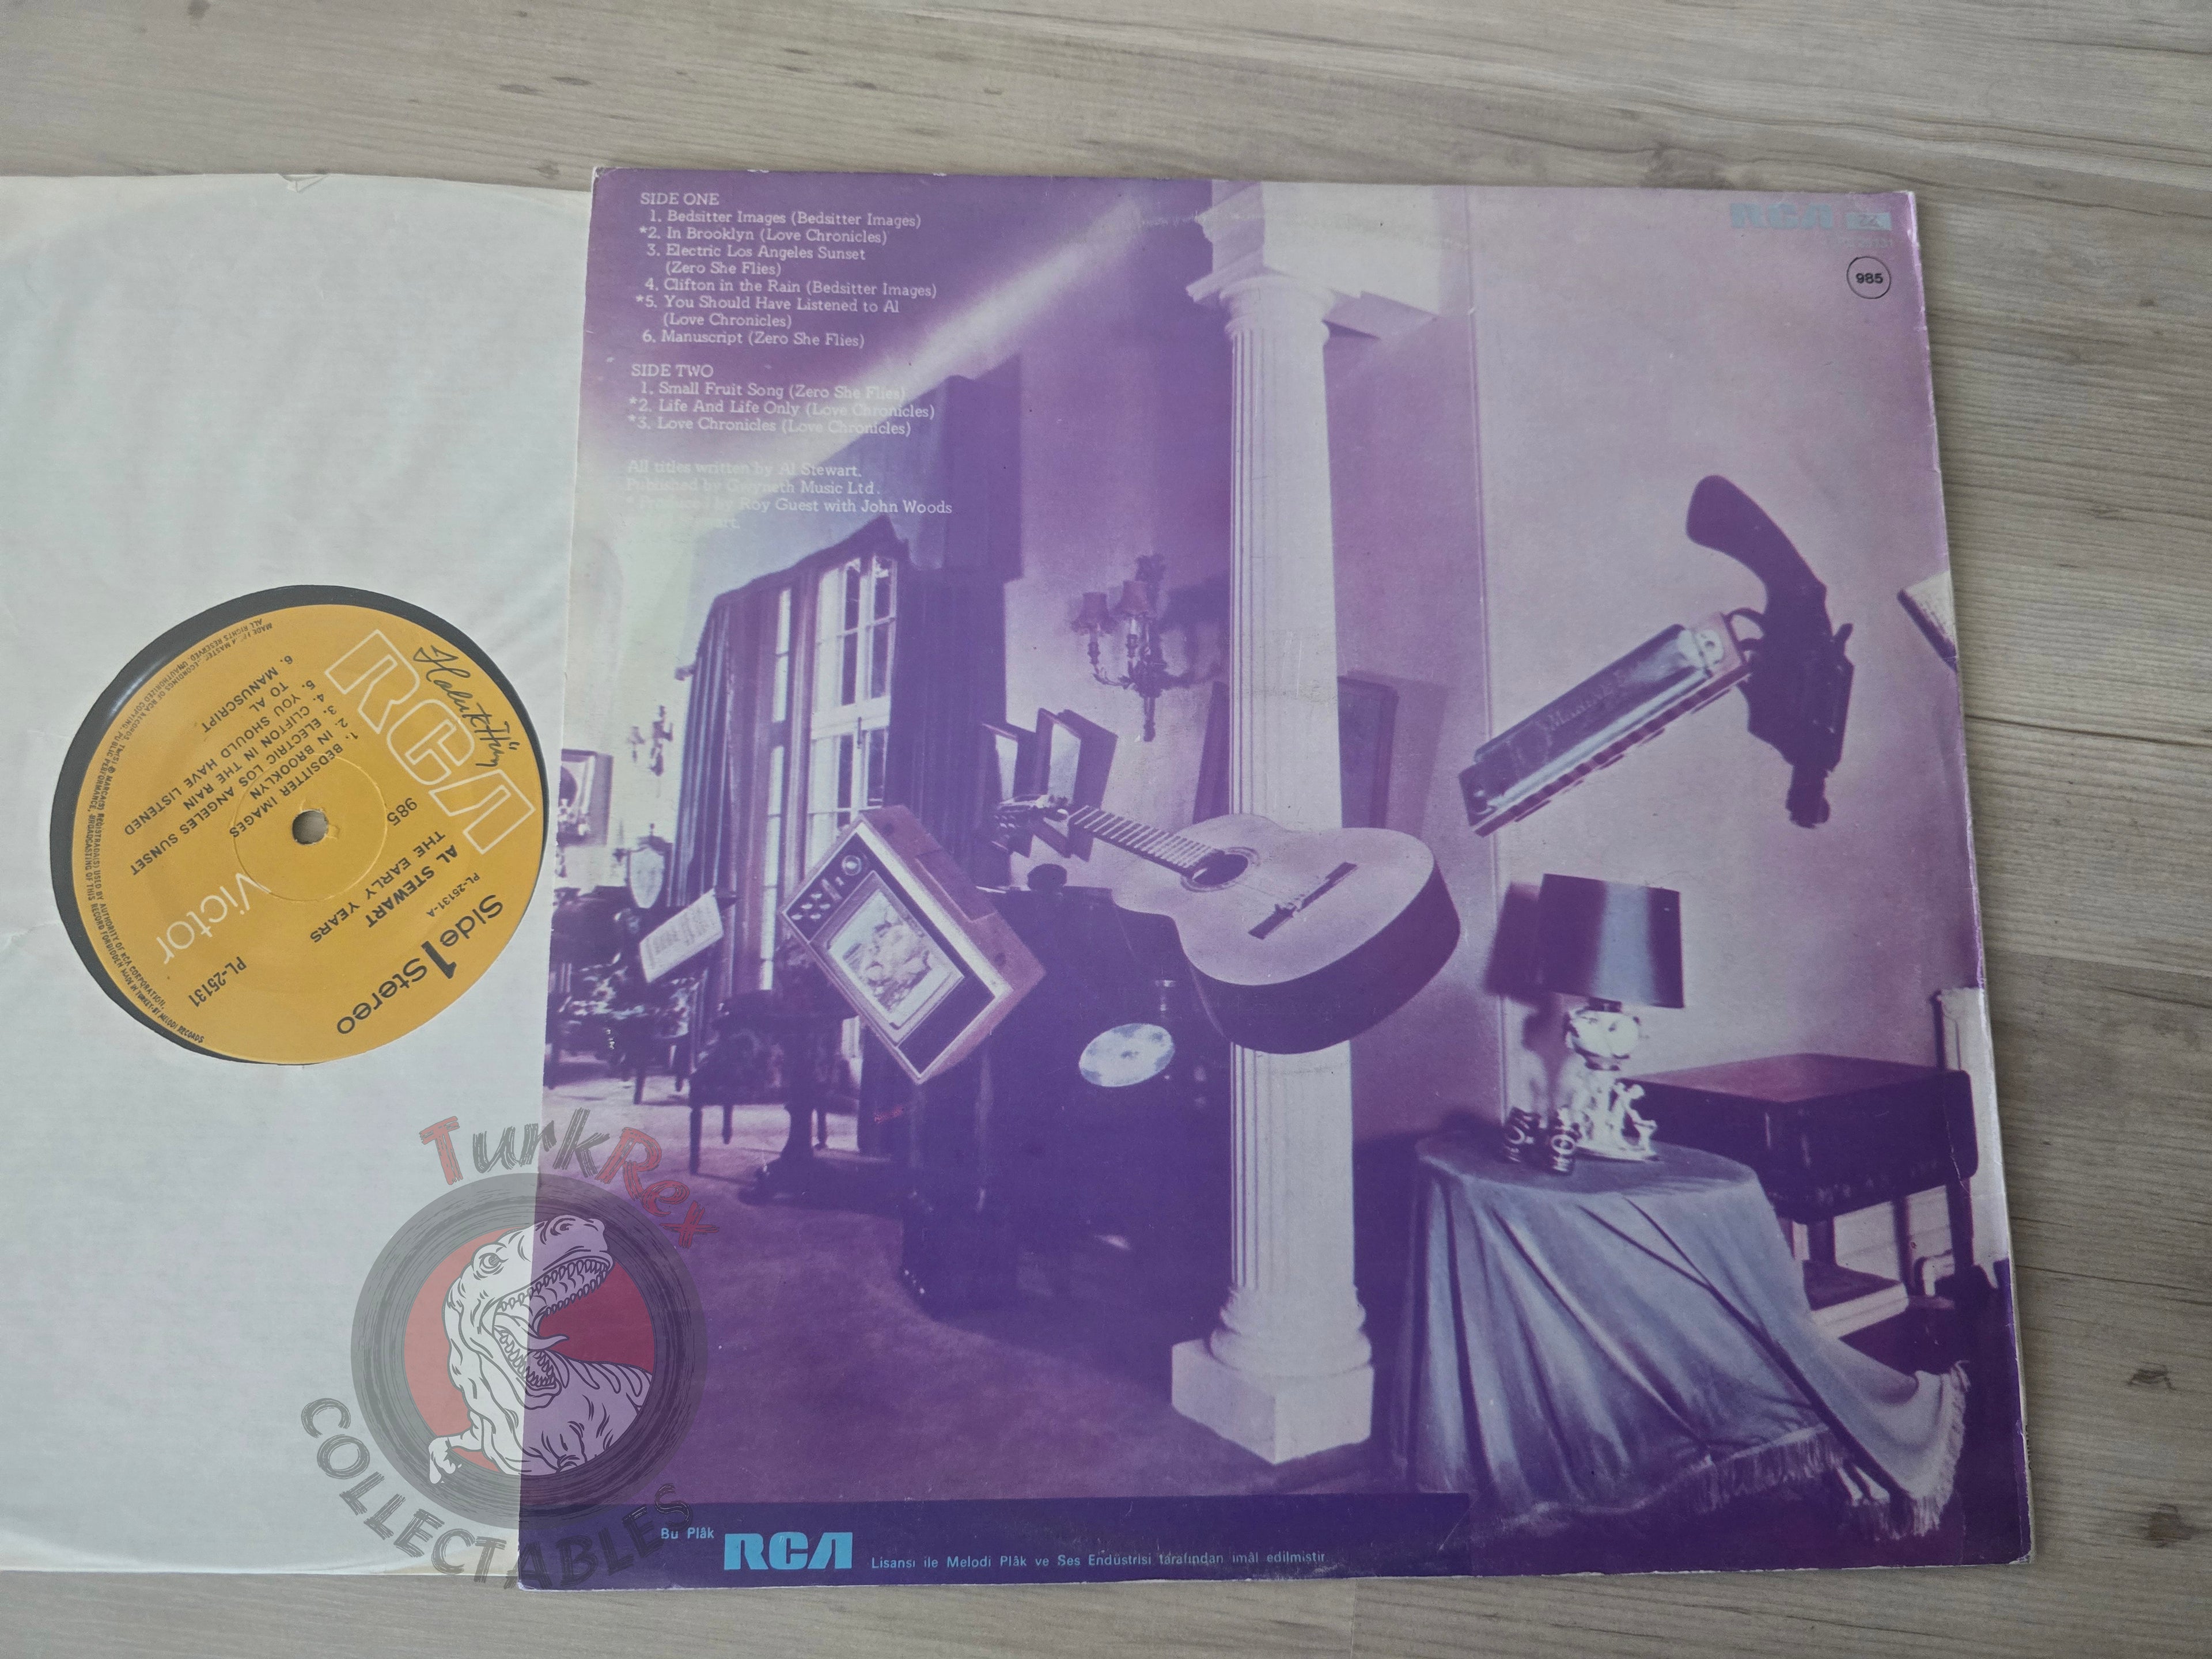 SIDE ONE
1. Bedsitter Images (Bedsitter Images)
*2. In Brooklyn (Love Chronicles)
3. Electric Los Angeles Sunset
(Zero She Flies)
4. Clifton in the Rain (Bedsitter Images)
*5. You Should Have Listened to Al
(Love Chronicles)
6. Manuscript (Zero She Flies)
SIDE TWO
1. Small Fruit Song (Zero She Flies)
*2. Life And Life Only (Love Chronicles)
*3. Love Chronicles (Love Chronicles)
All titles written by Al Stewart.
Published by Gwyneth Music Ltd.
* Produced by Roy Guest with John Woods
RCA
985
Bu Plâk RCA Lisansı ile Melodi Plâk ve Ses Endüstrisi tarafından imâl edilmiştir
RCA
Victor
Side 1 Stereo
PL-25131
PL-25131-A
AL STEWART
THE EARLY YEARS
985
1. BEDSITTER IMAGES
2. IN BROOKLYN
3. ELECTRIC LOS ANGELES SUNSET
4. CLIFTON IN THE RAIN
5. YOU SHOULD HAVE LISTENED
TO AL
6. MANUSCRIPT
TurkRex
COLLECTABLES